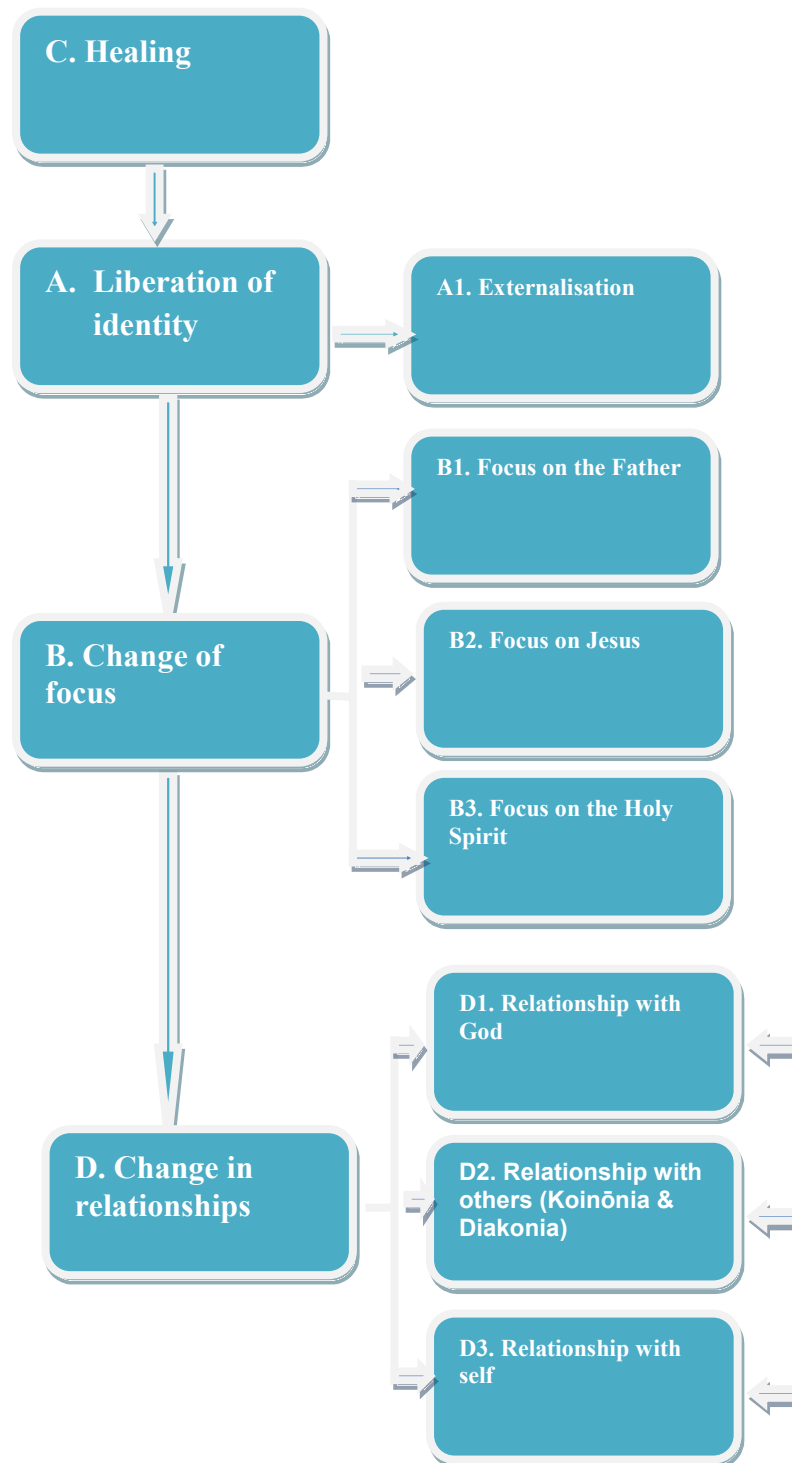 C. Healing
A. Liberation of
identity
A1. Externalisation
B1. Focus on the Father
B. Change of
focus
B2. Focus on Jesus
B3. Focus on the Holy
Spirit
D1. Relationship with
God
D. Change in
relationships
D2. Relationship with
others (Koinōnia &
Diakonia)
D3. Relationship with
self